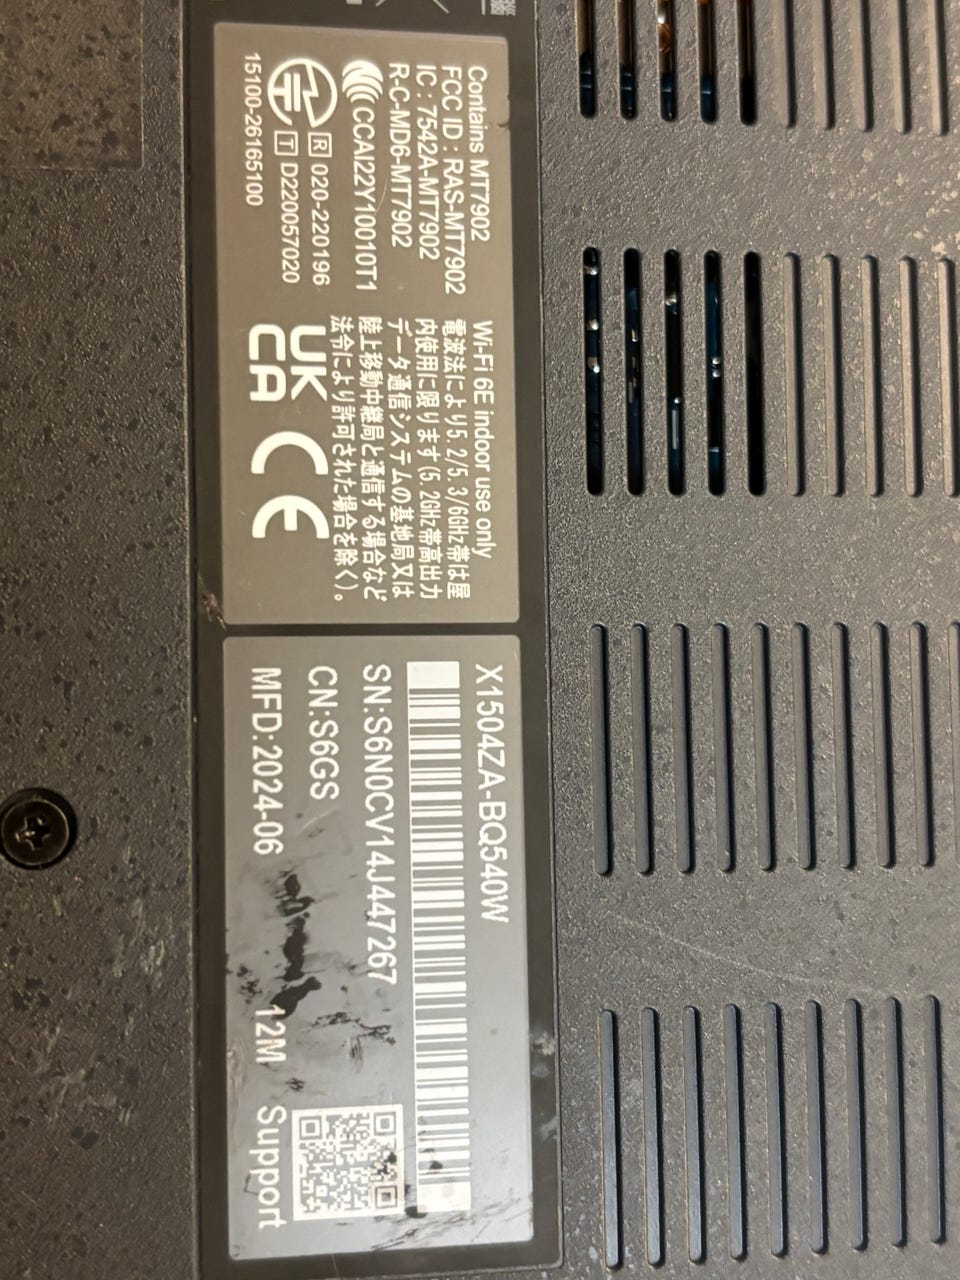 Contains MT7902
FCC ID : RAS-MT7902
IC : 7542A-MT7902
R-C-MD6-MT7902
CCAI22Y10010T1
R 020-220196
T D220057020
15100-26165100
Wi-Fi 6E indoor use only
電波法により5.2/5.3/6GHz帯は屋
内使用に限ります(5.2GHz帯高出力
データ通信システムの基地局又は
陸上移動中継局と通信する場合など
法令により許可された場合を除く)。
UK
CA
CE
X1504ZA-BQ540W
SN:S6N0CV14J447267
CN:S6GS
MFD:2024-06 12M Support